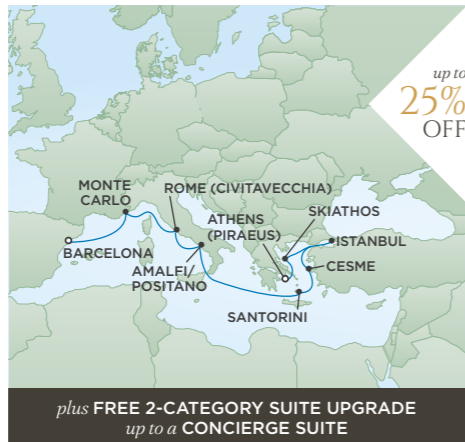 up to
25%
OFF
MONTE
CARLO
ROME (CIVITAVECCHIA)
ATHENS
(PIRAEUS)
SKIATHOS
ISTANBUL
BARCELONA
CESME
AMALFI/
POSITANO
SANTORINI
plus FREE 2-CATEGORY SUITE UPGRADE
up to a CONCIERGE SUITE